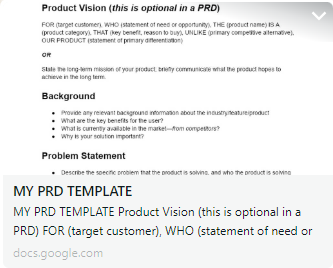 Product Vision (this is optional in a PRD)
FOR (target customer), WHO (statement of need or opportunity), THE (product name) IS A
(product category), THAT (key benefit, reason to buy), UNLIKE (primary competitive alternative),
OUR PRODUCT (statement of primary differentiation)
OR
State the long-term mission of your product, briefly communicate what the product hopes to
achieve in the long term.
Background
• Provide any relevant background information about the industry/feature/product
• What are the key benefits for the user?
• What is currently available in the market—from competitors?
• Why is your solution important?
Problem Statement
• Describe the specific problem that the product is solving, and who the product is solving
MY PRD TEMPLATE
MY PRD TEMPLATE Product Vision (this is optional in a
PRD) FOR (target customer), WHO (statement of need or
docs.google.com